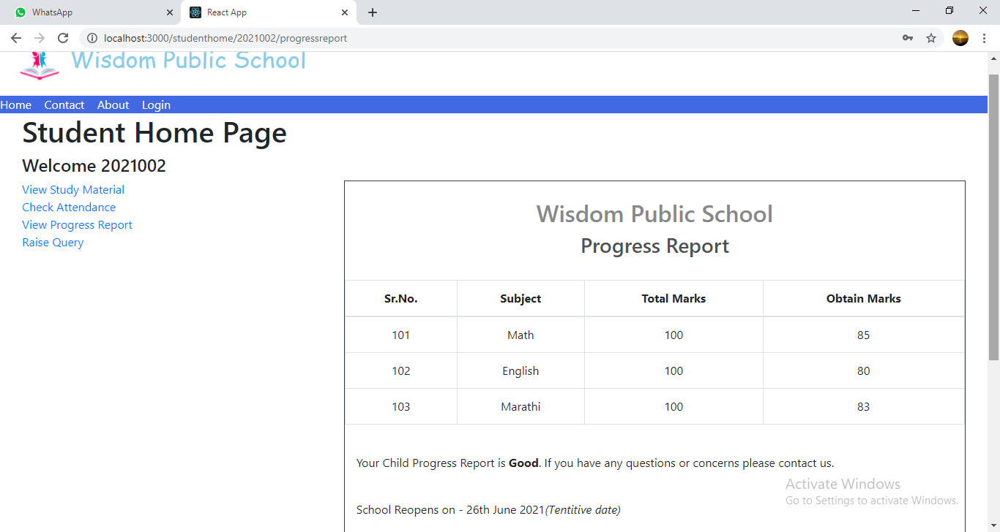 WhatsApp
React App
localhost:3000/studenthome/2021002/progressreport
Wisdom Public School
Home Contact About Login
Student Home Page
Welcome 2021002
View Study Material
Check Attendance
View Progress Report
Raise Query
Wisdom Public School
Progress Report
Sr.No. Subject Total Marks Obtain Marks
101 Math 100 85
102 English 100 80
103 Marathi 100 83
Your Child Progress Report is Good. If you have any questions or concerns please contact us.
Activate Windows
Go to Settings to activate Windows.
School Reopens on - 26th June 2021(Tentitive date)